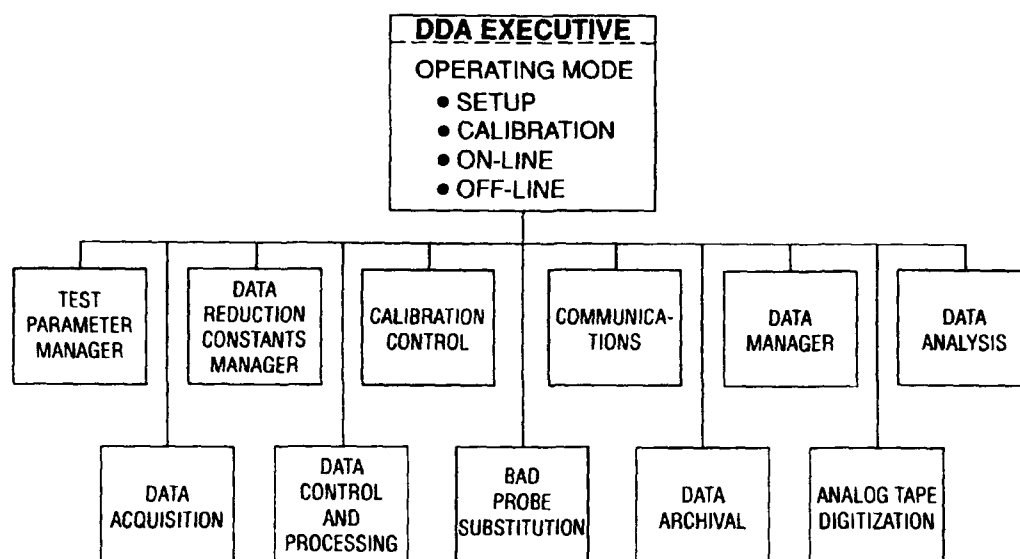 DDA EXECUTIVE
OPERATING MODE
● SETUP
● CALIBRATION
● ON-LINE
● OFF-LINE
TEST
PARAMETER
MANAGER
DATA
REDUCTION
CONSTANTS
MANAGER
CALIBRATION
CONTROL
COMMUNICA-
TIONS
DATA
MANAGER
DATA
ANALYSIS
DATA
ACQUISITION
DATA
CONTROL
AND
PROCESSING
BAD
PROBE
SUBSTITUTION
DATA
ARCHIVAL
ANALOG TAPE
DIGITIZATION